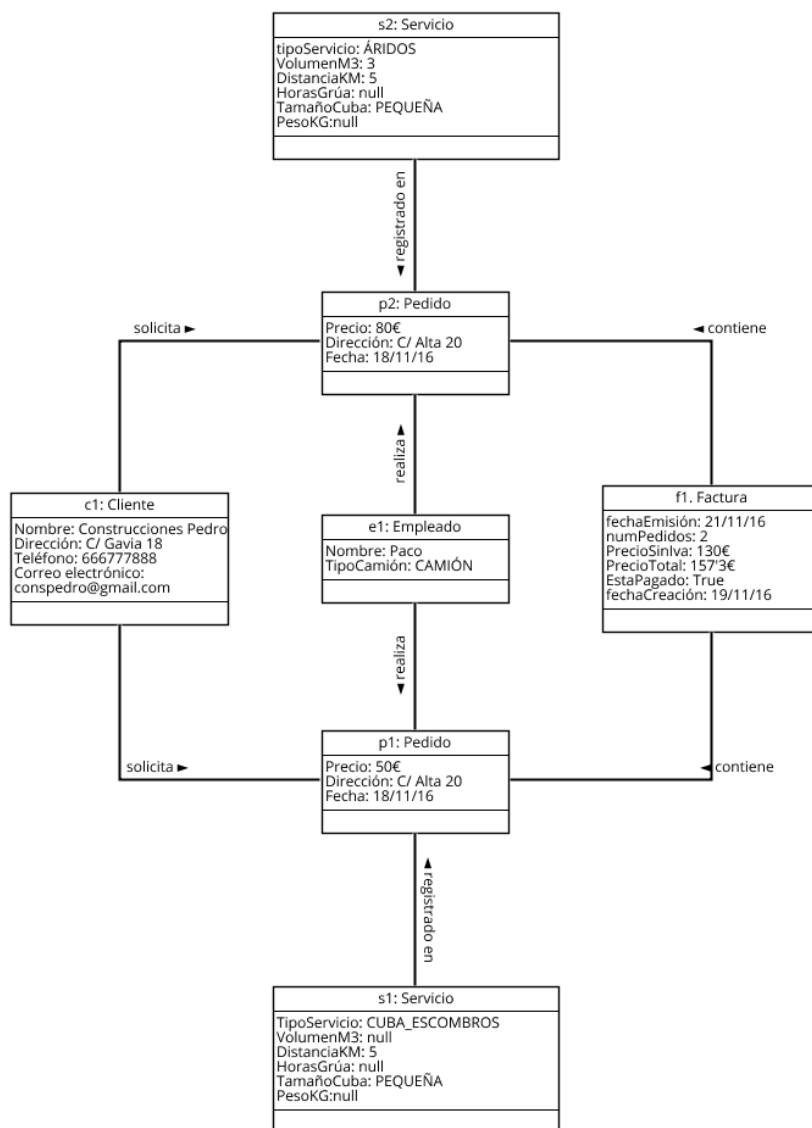 s2: Servicio
tipoServicio: ÁRIDOS
VolumenM3: 3
DistanciaKM: 5
HorasGrúa: null
TamañoCuba: PEQUEÑA
PesoKG:null
◄ registrado en
p2: Pedido
Precio: 80€
Dirección: C/ Alta 20
Fecha: 18/11/16
solicita ►
◄ contiene
realiza ►
c1: Cliente
Nombre: Construcciones Pedro
Dirección: C/ Gavia 18
Teléfono: 666777888
Correo electrónico:
conspedro@gmail.com
e1: Empleado
Nombre: Paco
TipoCamión: CAMIÓN
f1. Factura
fechaEmisión: 21/11/16
numPedidos: 2
PrecioSinIva: 130€
PrecioTotal: 157'3€
EstaPagado: True
fechaCreación: 19/11/16
◄ realiza
p1: Pedido
Precio: 50€
Dirección: C/ Alta 20
Fecha: 18/11/16
solicita ►
◄ contiene
◄ registrado en
s1: Servicio
TipoServicio: CUBA_ESCOMBROS
VolumenM3: null
DistanciaKM: 5
HorasGrúa: null
TamañoCuba: PEQUEÑA
PesoKG:null